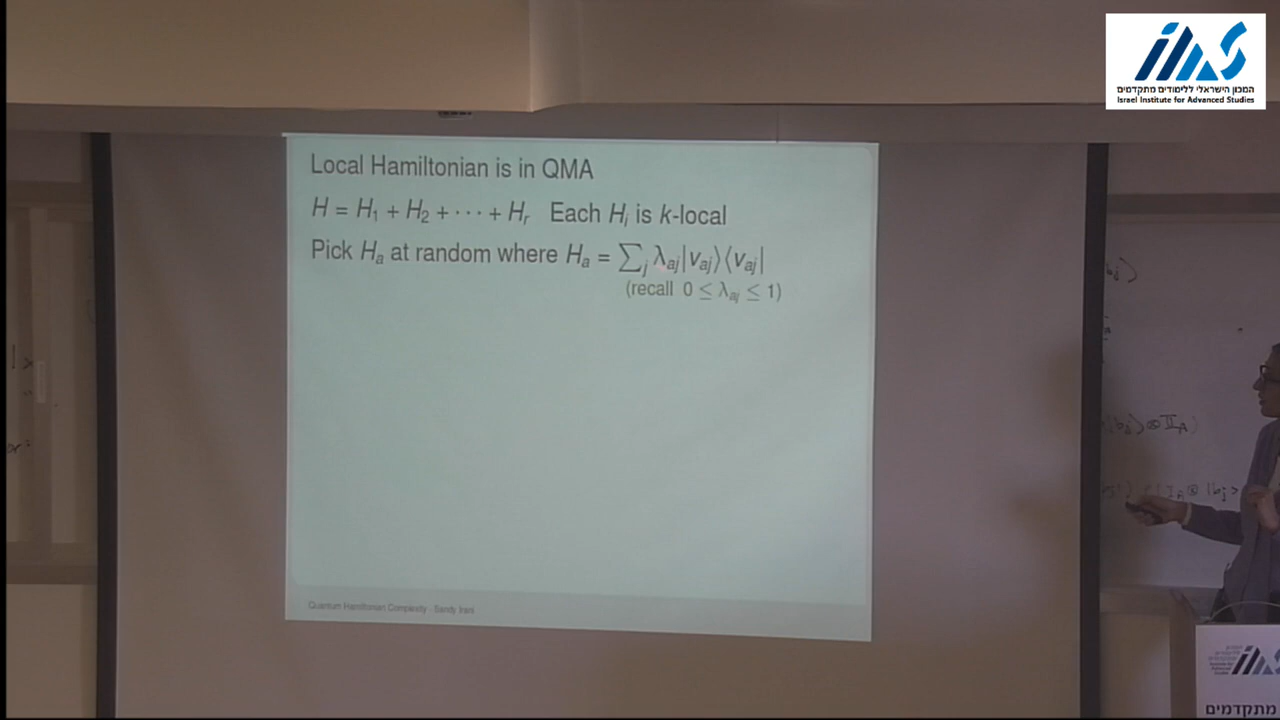 המכון הישראלי ללימודים מתקדמים
Israel Institute for Advanced Studies
Local Hamiltonian is in QMA
H = H₁ + H₂ + ⋯ + Hᵣ Each Hᵢ is k-local
Pick Hₐ at random where Hₐ = ∑ⱼ λₐⱼ|vₐⱼ⟩⟨vₐⱼ|
(recall 0 ≤ λₐⱼ ≤ 1)
Quantum Hamiltonian Complexity - Sandy Irani
מתקדמים